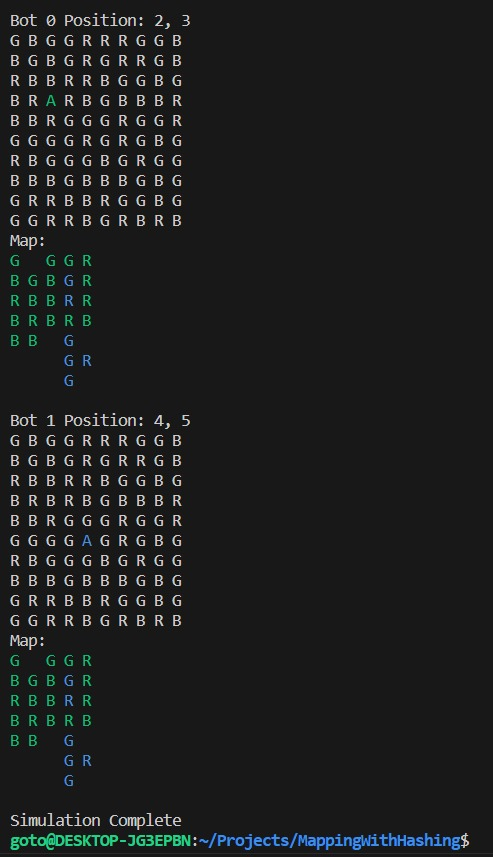 Bot 0 Position: 2, 3
G B G G R R R G G B
B G B G R G R R G B
R B B R R B G G B G
B R A R B G B B B R
B B R G G G R G G R
G G G G R G R G B G
R B G G G B G R G G
B B B G B B B G B G
G R R B B R G G B G
G G R R B G R B R B
Map:
G   G G R
B G B G R
R B B R R
B R B R B
B B   G
      G R
      G

Bot 1 Position: 4, 5
G B G G R R R G G B
B G B G R G R R G B
R B B R R B G G B G
B R B R B G B B B R
B B R G G G R G G R
G G G G A G R G B G
R B G G G B G R G G
B B B G B B B G B G
G R R B B R G G B G
G G R R B G R B R B
Map:
G   G G R
B G B G R
R B B R R
B R B R B
B B   G
      G R
      G

Simulation Complete
goto@DESKTOP-JG3EPBN:~/Projects/MappingWithHashing$